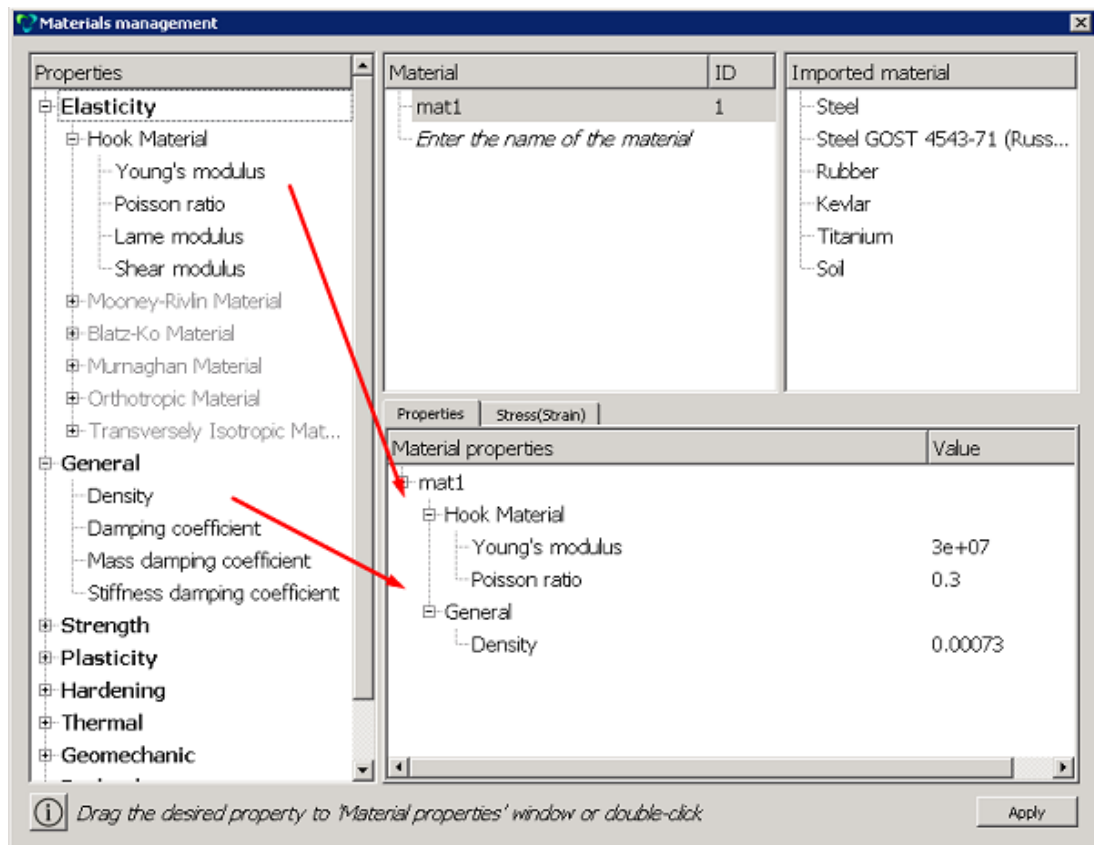 Materials management
Properties
Elasticity
Hook Material
Young's modulus
Poisson ratio
Lame modulus
Shear modulus
Mooney-Rivlin Material
Blatz-Ko Material
Murnaghan Material
Orthotropic Material
Transversely Isotropic Mat...
General
Density
Damping coefficient
Mass damping coefficient
Stiffness damping coefficient
Strength
Plasticity
Hardening
Thermal
Geomechanic
Material ID
mat1 1
Enter the name of the material
Imported material
Steel
Steel GOST 4543-71 (Russ...
Rubber
Kevlar
Titanium
Soil
Properties Stress(Strain)
Material properties Value
mat1
Hook Material
Young's modulus 3e+07
Poisson ratio 0.3
General
Density 0.00073
Drag the desired property to 'Material properties' window or double-click
Apply